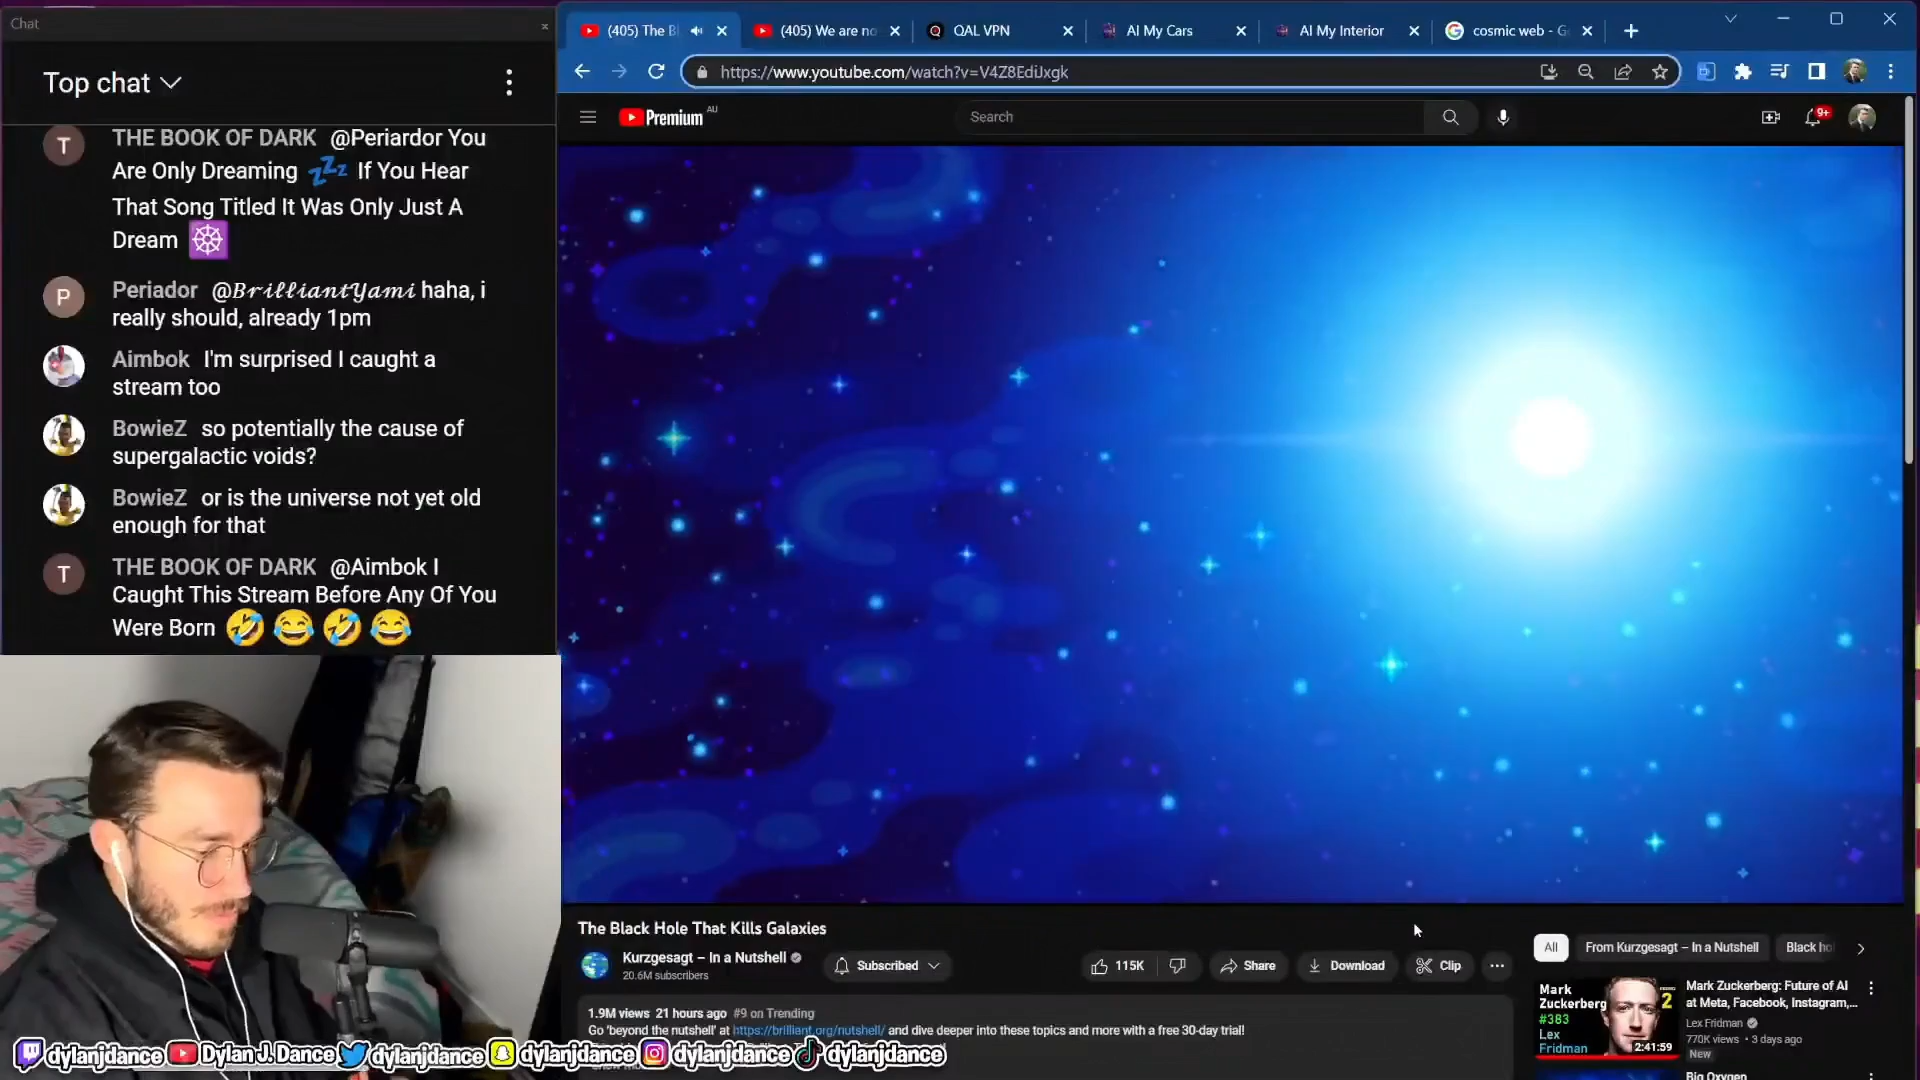 Chat
Top chat
THE BOOK OF DARK @Periardor You
Are Only Dreaming 💤 If You Hear
That Song Titled It Was Only Just A
Dream ☸
Periador @𝓑𝓻𝓲𝓵𝓵𝓲𝓪𝓷𝓽𝓨𝓪𝓶𝓲 haha, i
really should, already 1pm
Aimbok I'm surprised I caught a
stream too
BowieZ so potentially the cause of
supergalactic voids?
BowieZ or is the universe not yet old
enough for that
THE BOOK OF DARK @Aimbok I
Caught This Stream Before Any Of You
Were Born 🤣 😂 🤣 😂
(405) The B
(405) We are no
QAL VPN
AI My Cars
AI My Interior
cosmic web - G
https://www.youtube.com/watch?v=V4Z8EdiJxgk
Premium AU
Search
9+
The Black Hole That Kills Galaxies
Kurzgesagt – In a Nutshell
20.6M subscribers
Subscribed
115K
Share
Download
Clip
1.9M views 21 hours ago #9 on Trending
Go 'beyond the nutshell' at https://brilliant.org/nutshell/ and dive deeper into these topics and more with a free 30-day trial!
All
From Kurzgesagt – In a Nutshell
Black ho
Mark
Zuckerberg
#383
Lex
Fridman
2
2:41:59
Mark Zuckerberg: Future of AI
at Meta, Facebook, Instagram,...
Lex Fridman
770K views • 3 days ago
New
Big Oxygen
dylanjdance Dylan J. Dance dylanjdance dylanjdance dylanjdance dylanjdance